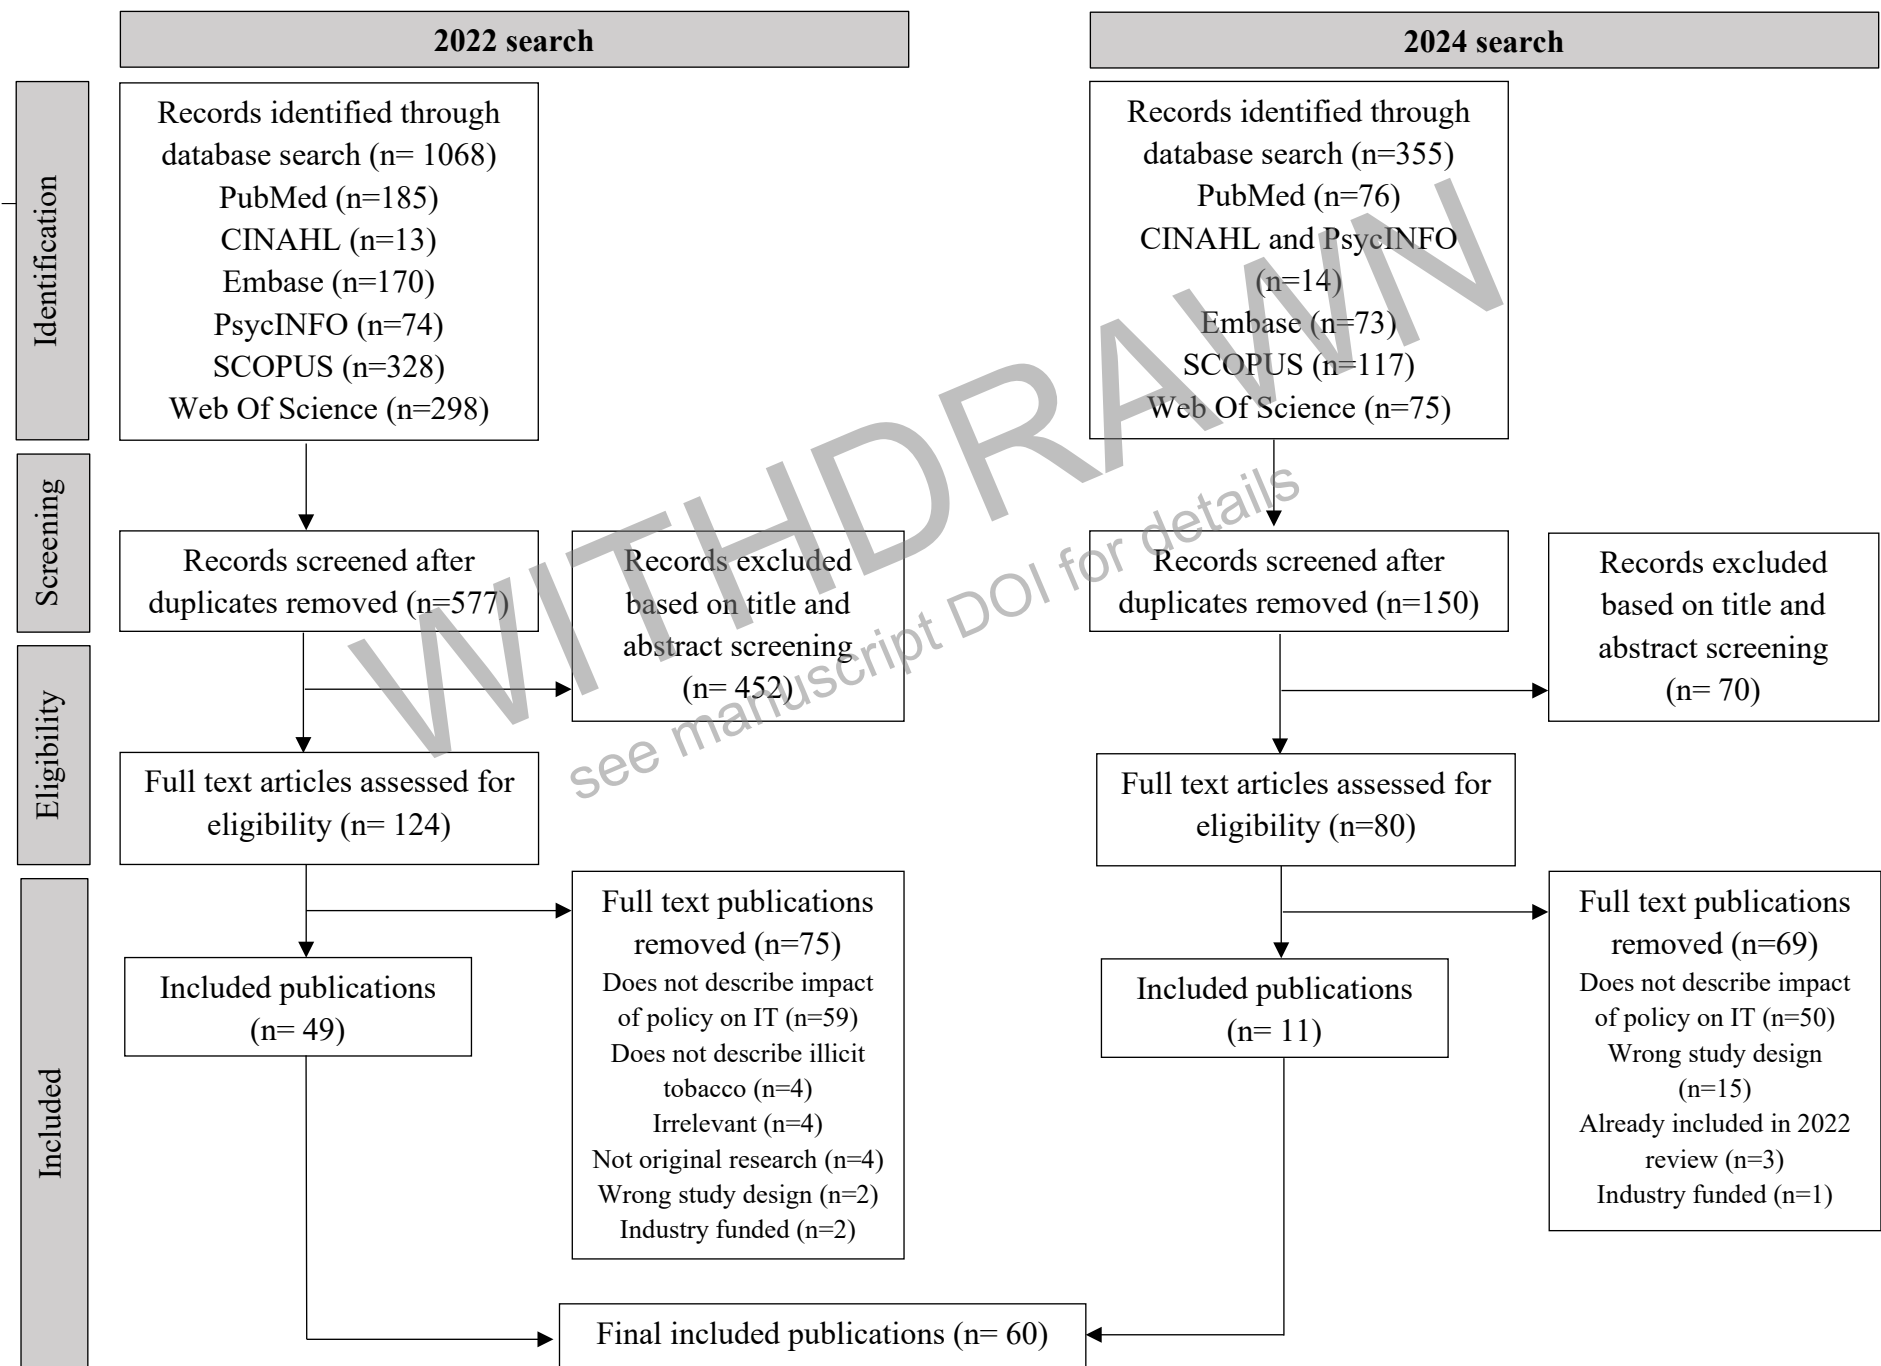 2022 search
2024 search
Identification
Records identified through
database search (n= 1068)
PubMed (n=185)
CINAHL (n=13)
Embase (n=170)
PsycINFO (n=74)
SCOPUS (n=328)
Web Of Science (n=298)
Records identified through
database search (n=355)
PubMed (n=76)
CINAHL and PsycINFO
(n=14)
Embase (n=73)
SCOPUS (n=117)
Web Of Science (n=75)
Screening
Records screened after
duplicates removed (n=577)
Records excluded
based on title and
abstract screening
(n= 452)
Records screened after
duplicates removed (n=150)
Records excluded
based on title and
abstract screening
(n= 70)
Eligibility
Full text articles assessed for
eligibility (n= 124)
Full text articles assessed for
eligibility (n=80)
Included
Included publications
(n= 49)
Full text publications
removed (n=75)
Does not describe impact
of policy on IT (n=59)
Does not describe illicit
tobacco (n=4)
Irrelevant (n=4)
Not original research (n=4)
Wrong study design (n=2)
Industry funded (n=2)
Included publications
(n= 11)
Full text publications
removed (n=69)
Does not describe impact
of policy on IT (n=50)
Wrong study design
(n=15)
Already included in 2022
review (n=3)
Industry funded (n=1)
Final included publications (n= 60)
WITHDRAWN
see manuscript DOI for details